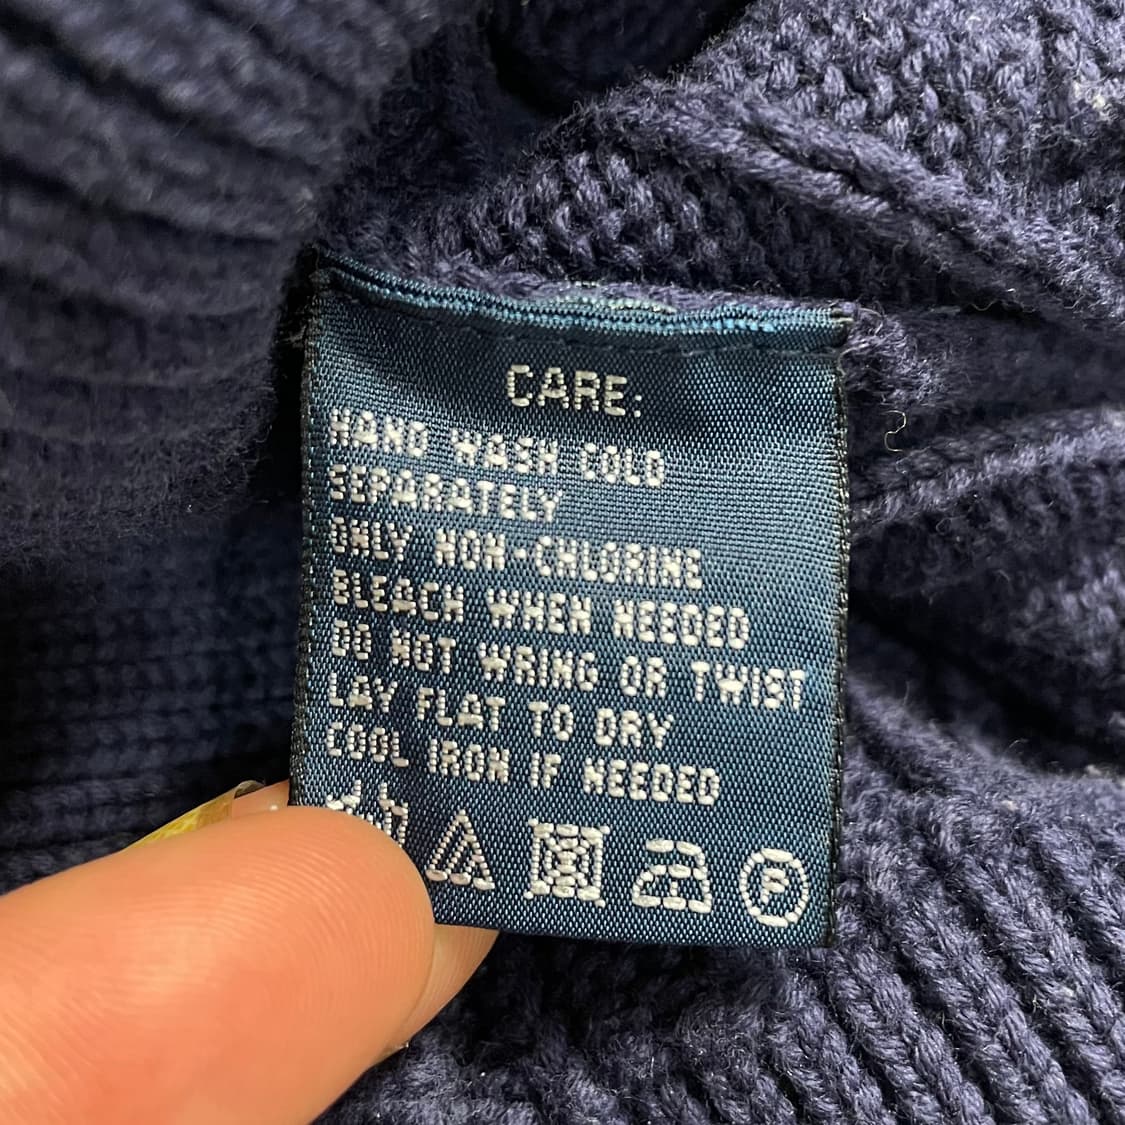 CARE:
HAND WASH COLD
SEPARATELY
ONLY NON-CHLORINE
BLEACH WHEN NEEDED
DO NOT WRING OR TWIST
LAY FLAT TO DRY
COOL IRON IF NEEDED
F